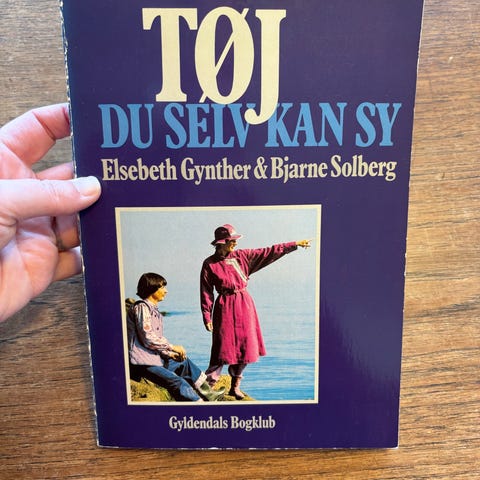 TØJ
DU SELV KAN SY
Elsebeth Gynther & Bjarne Solberg
Gyldendals Bogklub